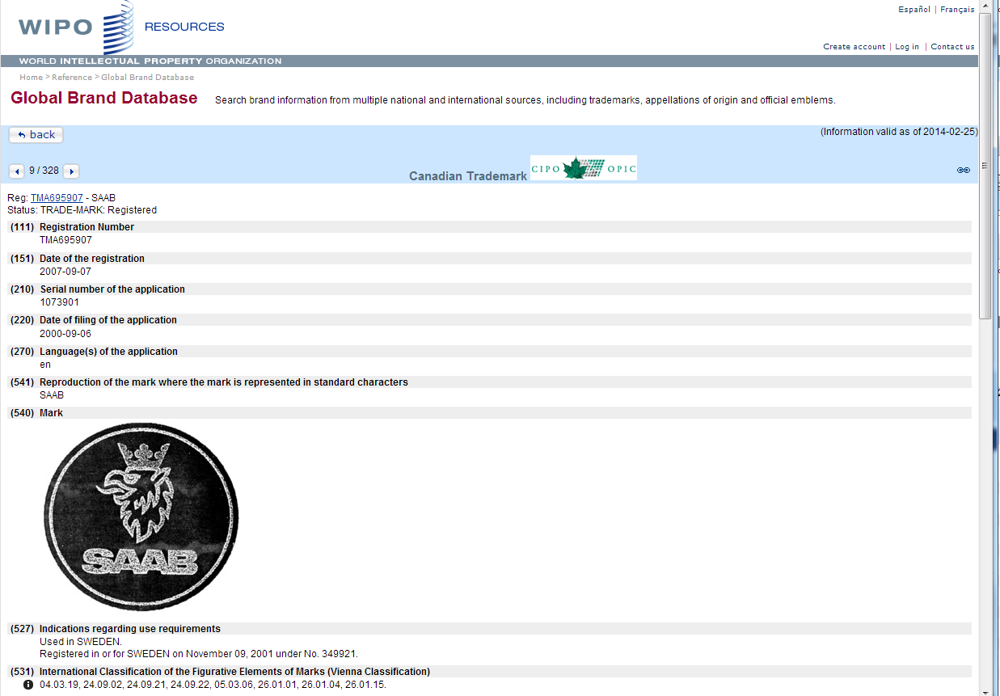 WIPO RESOURCES
Español | Français
Create account | Log in | Contact us
WORLD INTELLECTUAL PROPERTY ORGANIZATION
Home > Reference > Global Brand Database
Global Brand Database Search brand information from multiple national and international sources, including trademarks, appellations of origin and official emblems.
back (Information valid as of 2014-02-25)
9 / 328
Canadian Trademark CIPO OPIC
Reg: TMA695907 - SAAB
Status: TRADE-MARK: Registered
(111) Registration Number
TMA695907
(151) Date of the registration
2007-09-07
(210) Serial number of the application
1073901
(220) Date of filing of the application
2000-09-06
(270) Language(s) of the application
en
(541) Reproduction of the mark where the mark is represented in standard characters
SAAB
(540) Mark
SAAB
(527) Indications regarding use requirements
Used in SWEDEN.
Registered in or for SWEDEN on November 09, 2001 under No. 349921.
(531) International Classification of the Figurative Elements of Marks (Vienna Classification)
04.03.19, 24.09.02, 24.09.21, 24.09.22, 05.03.06, 26.01.01, 26.01.04, 26.01.15.